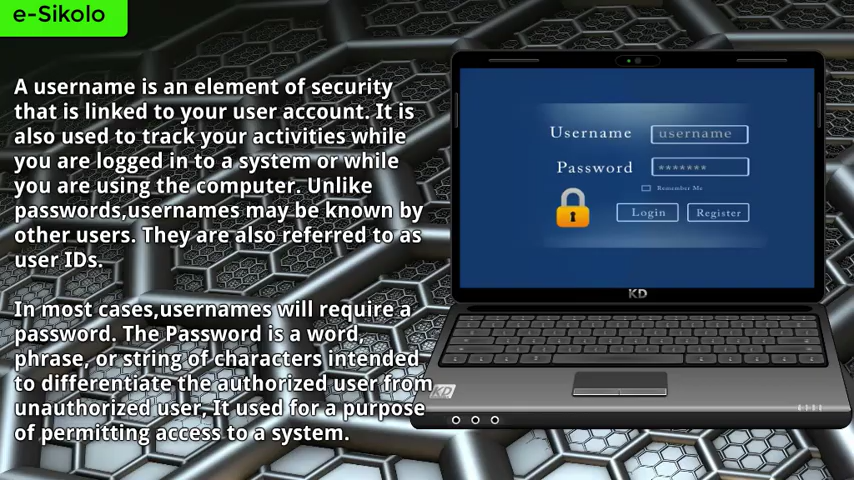 e-Sikolo
A username is an element of security
that is linked to your user account. It is
also used to track your activities while
you are logged in to a system or while
you are using the computer. Unlike
passwords,usernames may be known by
other users. They are also referred to as
user IDs.
In most cases,usernames will require a
password. The Password is a word,
phrase, or string of characters intended
to differentiate the authorized user from
unauthorized user, It used for a purpose
of permitting access to a system.
Username username
Password *******
Remember Me
Login Register
KD
KD